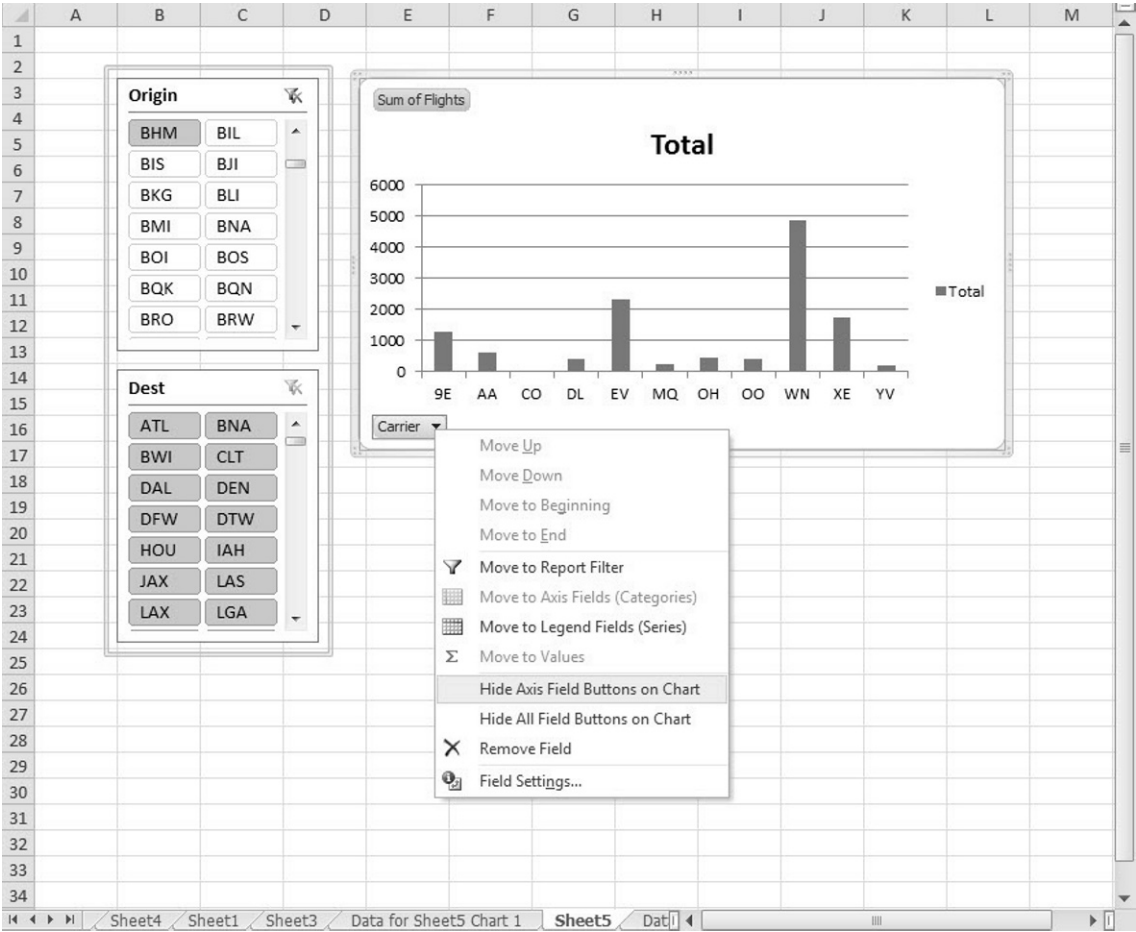 A B C D E F G H I J K L M
1
2
3
4
5
6
7
8
9
10
11
12
13
14
15
16
17
18
19
20
21
22
23
24
25
26
27
28
29
30
31
32
33
34
Origin
BHM BIL
BIS BJI
BKG BLI
BMI BNA
BOI BOS
BQK BQN
BRO BRW
Dest
ATL BNA
BWI CLT
DAL DEN
DFW DTW
HOU IAH
JAX LAS
LAX LGA
Sum of Flights
Total
6000
5000
4000
3000
2000
1000
0
9E AA CO DL EV MQ OH OO WN XE YV
Total
Carrier
Move Up
Move Down
Move to Beginning
Move to End
Move to Report Filter
Move to Axis Fields (Categories)
Move to Legend Fields (Series)
Σ Move to Values
Hide Axis Field Buttons on Chart
Hide All Field Buttons on Chart
Remove Field
Field Settings...
Sheet4 Sheet1 Sheet3 Data for Sheet5 Chart 1 Sheet5 Dat